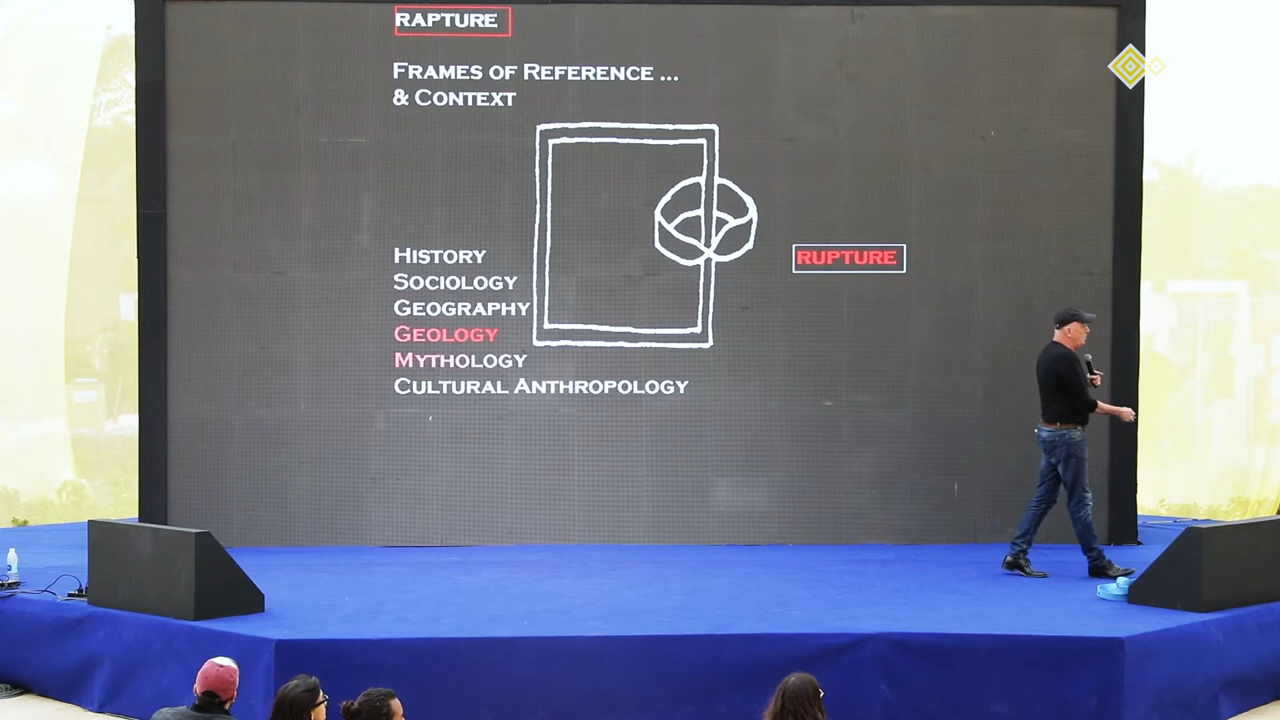 RAPTURE
FRAMES OF REFERENCE ...
& CONTEXT
HISTORY
SOCIOLOGY
GEOGRAPHY
GEOLOGY
MYTHOLOGY
CULTURAL ANTHROPOLOGY
RUPTURE